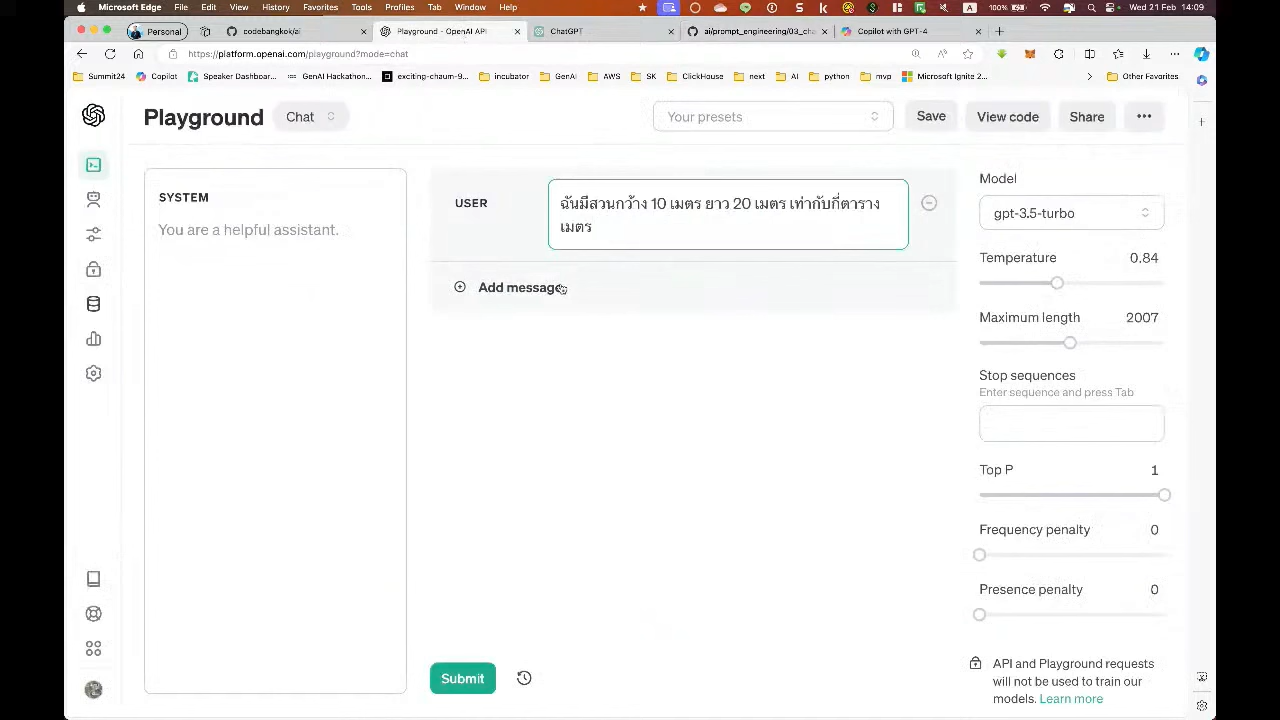 Microsoft Edge File Edit View History Favorites Tools Profiles Tab Window Help 100% Wed 21 Feb 14:09
Personal codebangkok/ai Playground - OpenAI API ChatGPT ai/prompt_engineering/03_cha Copilot with GPT-4
https://platform.openai.com/playground?mode=chat
Summit24 Copilot Speaker Dashboar... GenAI Hackathon... exciting-chaum-9... incubator GenAI AWS SK ClickHouse next AI python mvp Microsoft Ignite 2... Other Favorites
Playground Chat Your presets Save View code Share
SYSTEM
You are a helpful assistant.
USER
ฉันมีสวนกว้าง 10 เมตร ยาว 20 เมตร เท่ากับกี่ตาราง
เมตร
Add message
Submit
Model
gpt-3.5-turbo
Temperature 0.84
Maximum length 2007
Stop sequences
Enter sequence and press Tab
Top P 1
Frequency penalty 0
Presence penalty 0
API and Playground requests
will not be used to train our
models. Learn more